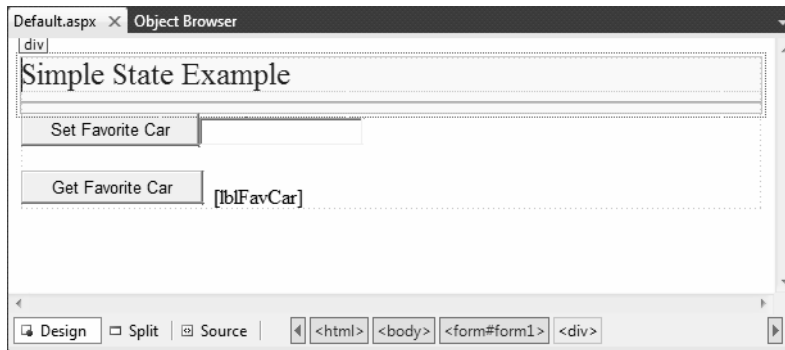 Default.aspx × Object Browser
div
Simple State Example
Set Favorite Car
Get Favorite Car [lblFavCar]
Design Split Source <html> <body> <form#form1> <div>